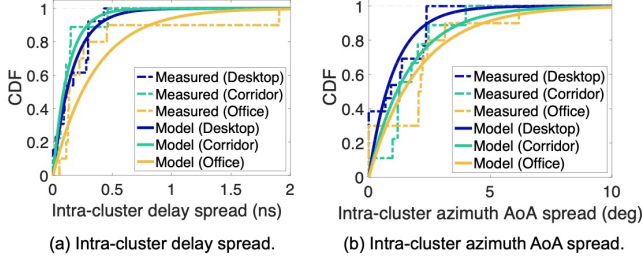 CDF
1
0.8
0.6
0.4
0.2
0
Measured (Desktop)
Measured (Corridor)
Measured (Office)
Model (Desktop)
Model (Corridor)
Model (Office)
0 0.5 1 1.5 2
Intra-cluster delay spread (ns)
(a) Intra-cluster delay spread.
CDF
1
0.8
0.6
0.4
0.2
0
Measured (Desktop)
Measured (Corridor)
Measured (Office)
Model (Desktop)
Model (Corridor)
Model (Office)
0 5 10
Intra-cluster azimuth AoA spread (deg)
(b) Intra-cluster azimuth AoA spread.